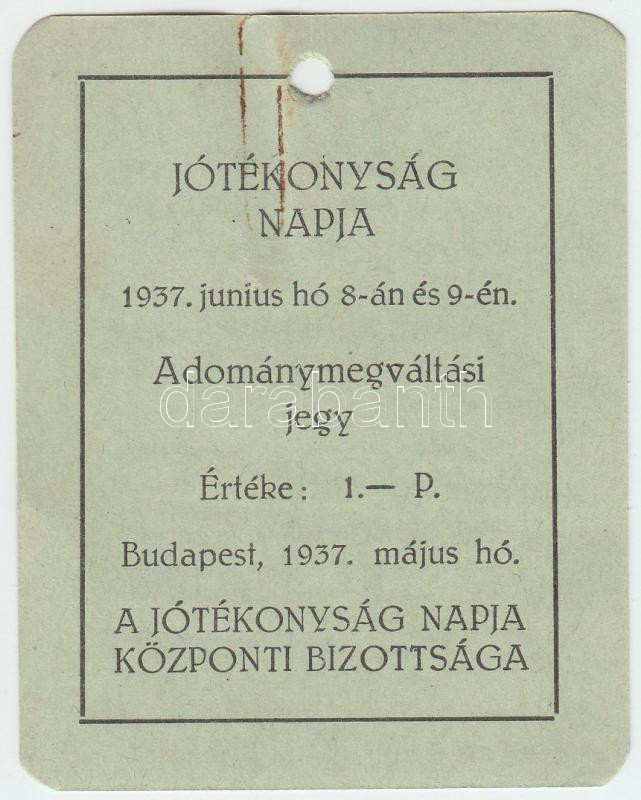 JÓTÉKONYSÁG
NAPJA
1937. junius hó 8-án és 9-én.
Adománymegváltási
darabanth
jegy
Értéke: 1.— P.
Budapest, 1937. május hó.
A JÓTÉKONYSÁG NAPJA
KÖZPONTI BIZOTTSÁGA